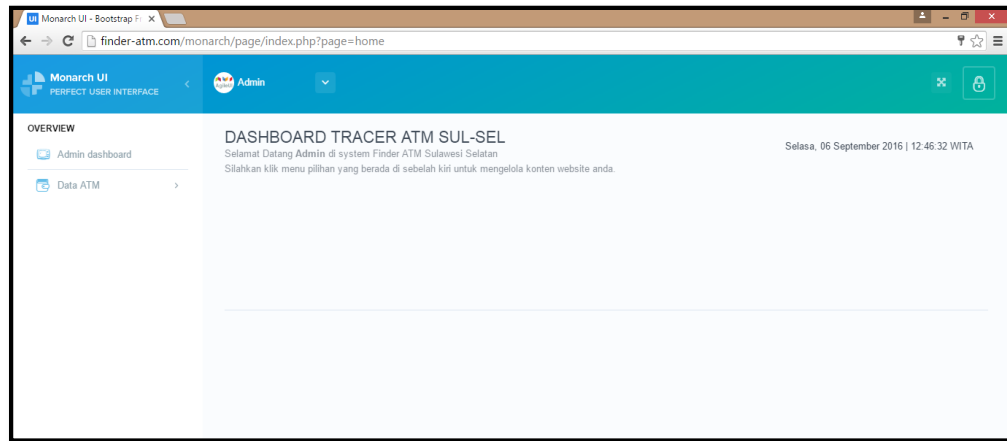 UI Monarch UI - Bootstrap F
finder-atm.com/monarch/page/index.php?page=home
Monarch UI
PERFECT USER INTERFACE
Admin
OVERVIEW
Admin dashboard
Data ATM
DASHBOARD TRACER ATM SUL-SEL
Selamat Datang Admin di system Finder ATM Sulawesi Selatan
Silahkan klik menu pilihan yang berada di sebelah kiri untuk mengelola konten website anda.
Selasa, 06 September 2016 | 12:46:32 WITA